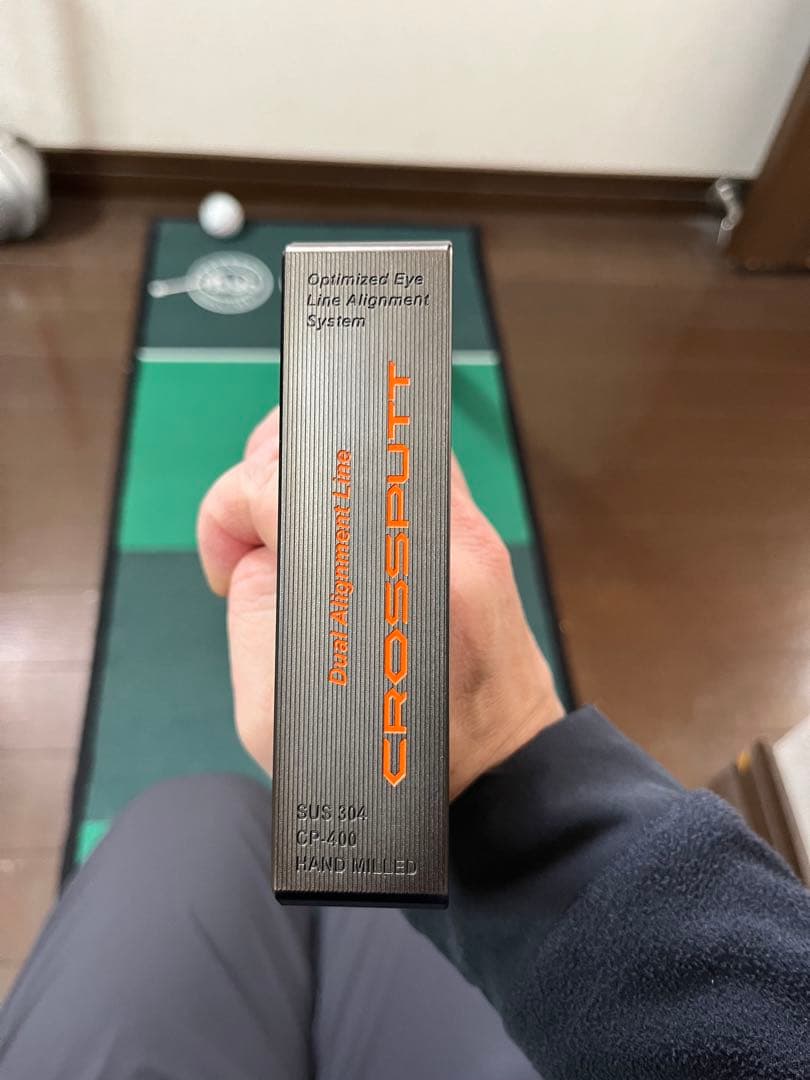 Optimized Eye
Line Alignment
System
Dual Alignment Line
CROSSPUTT
SUS 304
CP-400
HAND MILLED